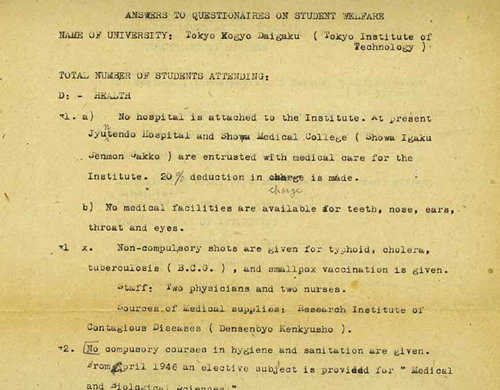 ANSWERS TO QUESTIONAIRES ON STUDENT WELFARE
NAME OF UNIVERSITY: Tokyo Kogyo Daigaku ( Tokyo Institute of
Technology )
TOTAL NUMBER OF STUDENTS ATTENDING:
D: - HEALTH
*1. a) No hospital is attached to the Institute. At present
Jyutendo Hospital and Showa Medical College ( Showa Igaku
Senmon Gakko ) are entrusted with medical care for the
Institute. 20% deduction in charge is made.
charge
b) No medical facilities are available for teeth, nose, ears,
throat and eyes.
*1 x. Non-compulsory shots are given for typhoid, cholera,
tuberculosis ( B.C.G. ) , and smallpox vaccination is given.
Staff: Two physicians and two nurses.
Sources of Medical supplies: Research Institute of
Contagious Diseases ( Densenbyo Kenkyusho ).
*2. No compusory courses in hygiene and sanitation are given.
From April 1946 an elective subject is provided for " Medical
and Biological Sciences."